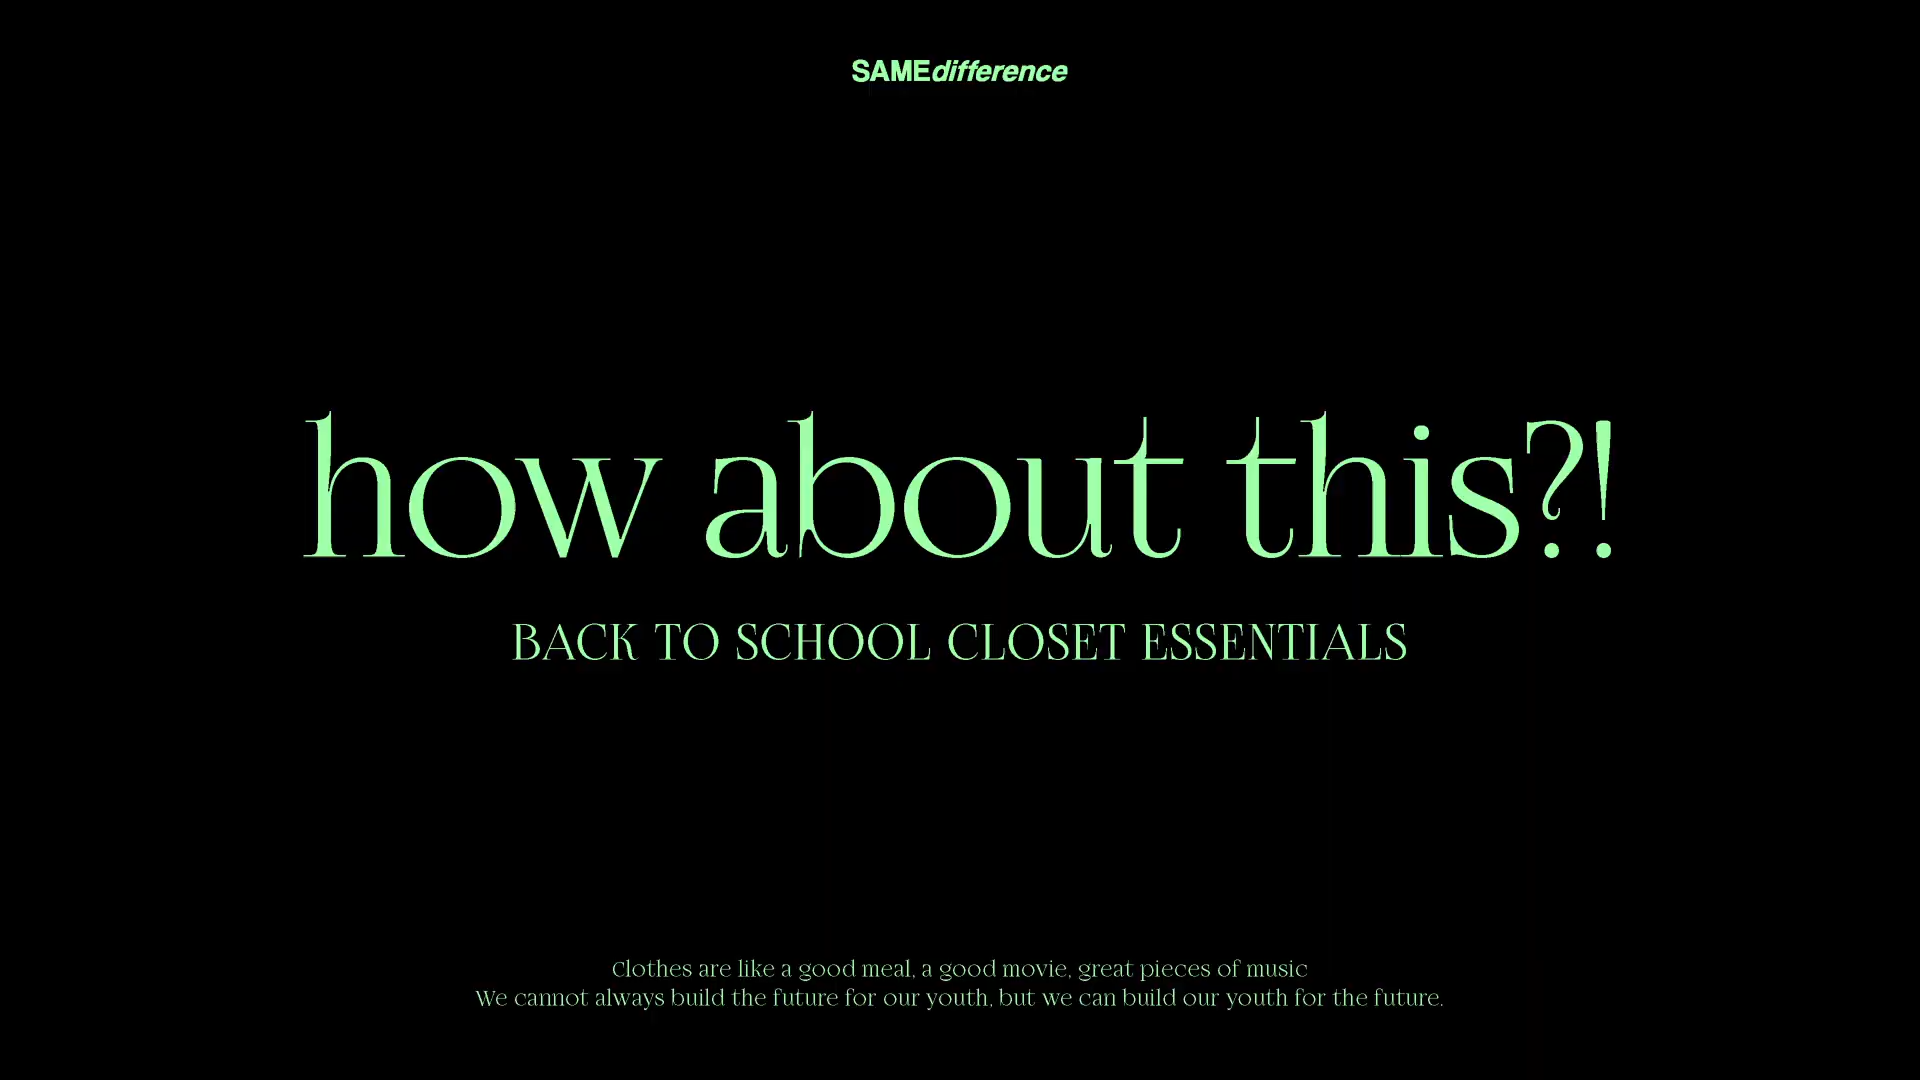 SAMEdifference
how about this?!
BACK TO SCHOOL CLOSET ESSENTIALS
Clothes are like a good meal, a good movie, great pieces of music
We cannot always build the future for our youth, but we can build our youth for the future.